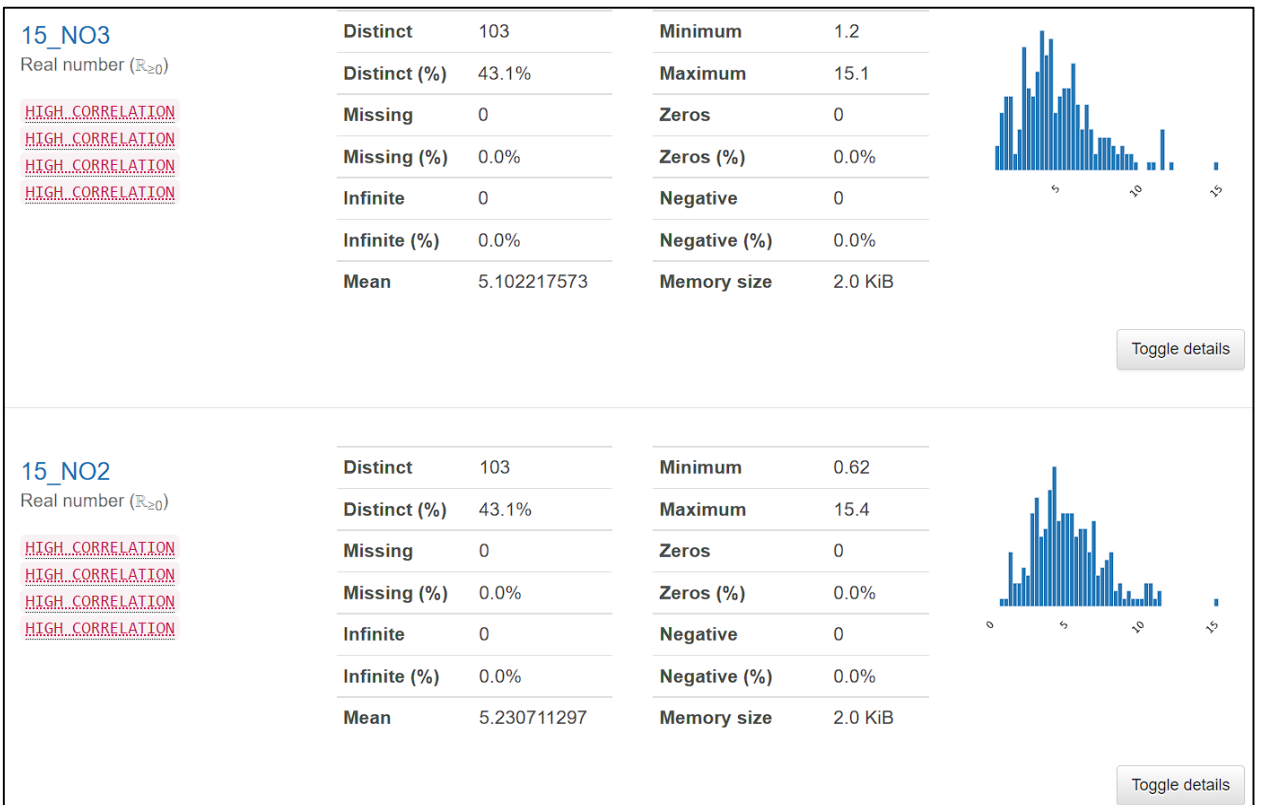 15_NO3
Real number (ℝ≥0)
HIGH CORRELATION
HIGH CORRELATION
HIGH CORRELATION
HIGH CORRELATION
Distinct 103
Distinct (%) 43.1%
Missing 0
Missing (%) 0.0%
Infinite 0
Infinite (%) 0.0%
Mean 5.102217573
Minimum 1.2
Maximum 15.1
Zeros 0
Zeros (%) 0.0%
Negative 0
Negative (%) 0.0%
Memory size 2.0 KiB
5 10 15
Toggle details
15_NO2
Real number (ℝ≥0)
HIGH CORRELATION
HIGH CORRELATION
HIGH CORRELATION
HIGH CORRELATION
Distinct 103
Distinct (%) 43.1%
Missing 0
Missing (%) 0.0%
Infinite 0
Infinite (%) 0.0%
Mean 5.230711297
Minimum 0.62
Maximum 15.4
Zeros 0
Zeros (%) 0.0%
Negative 0
Negative (%) 0.0%
Memory size 2.0 KiB
0 5 10 15
Toggle details